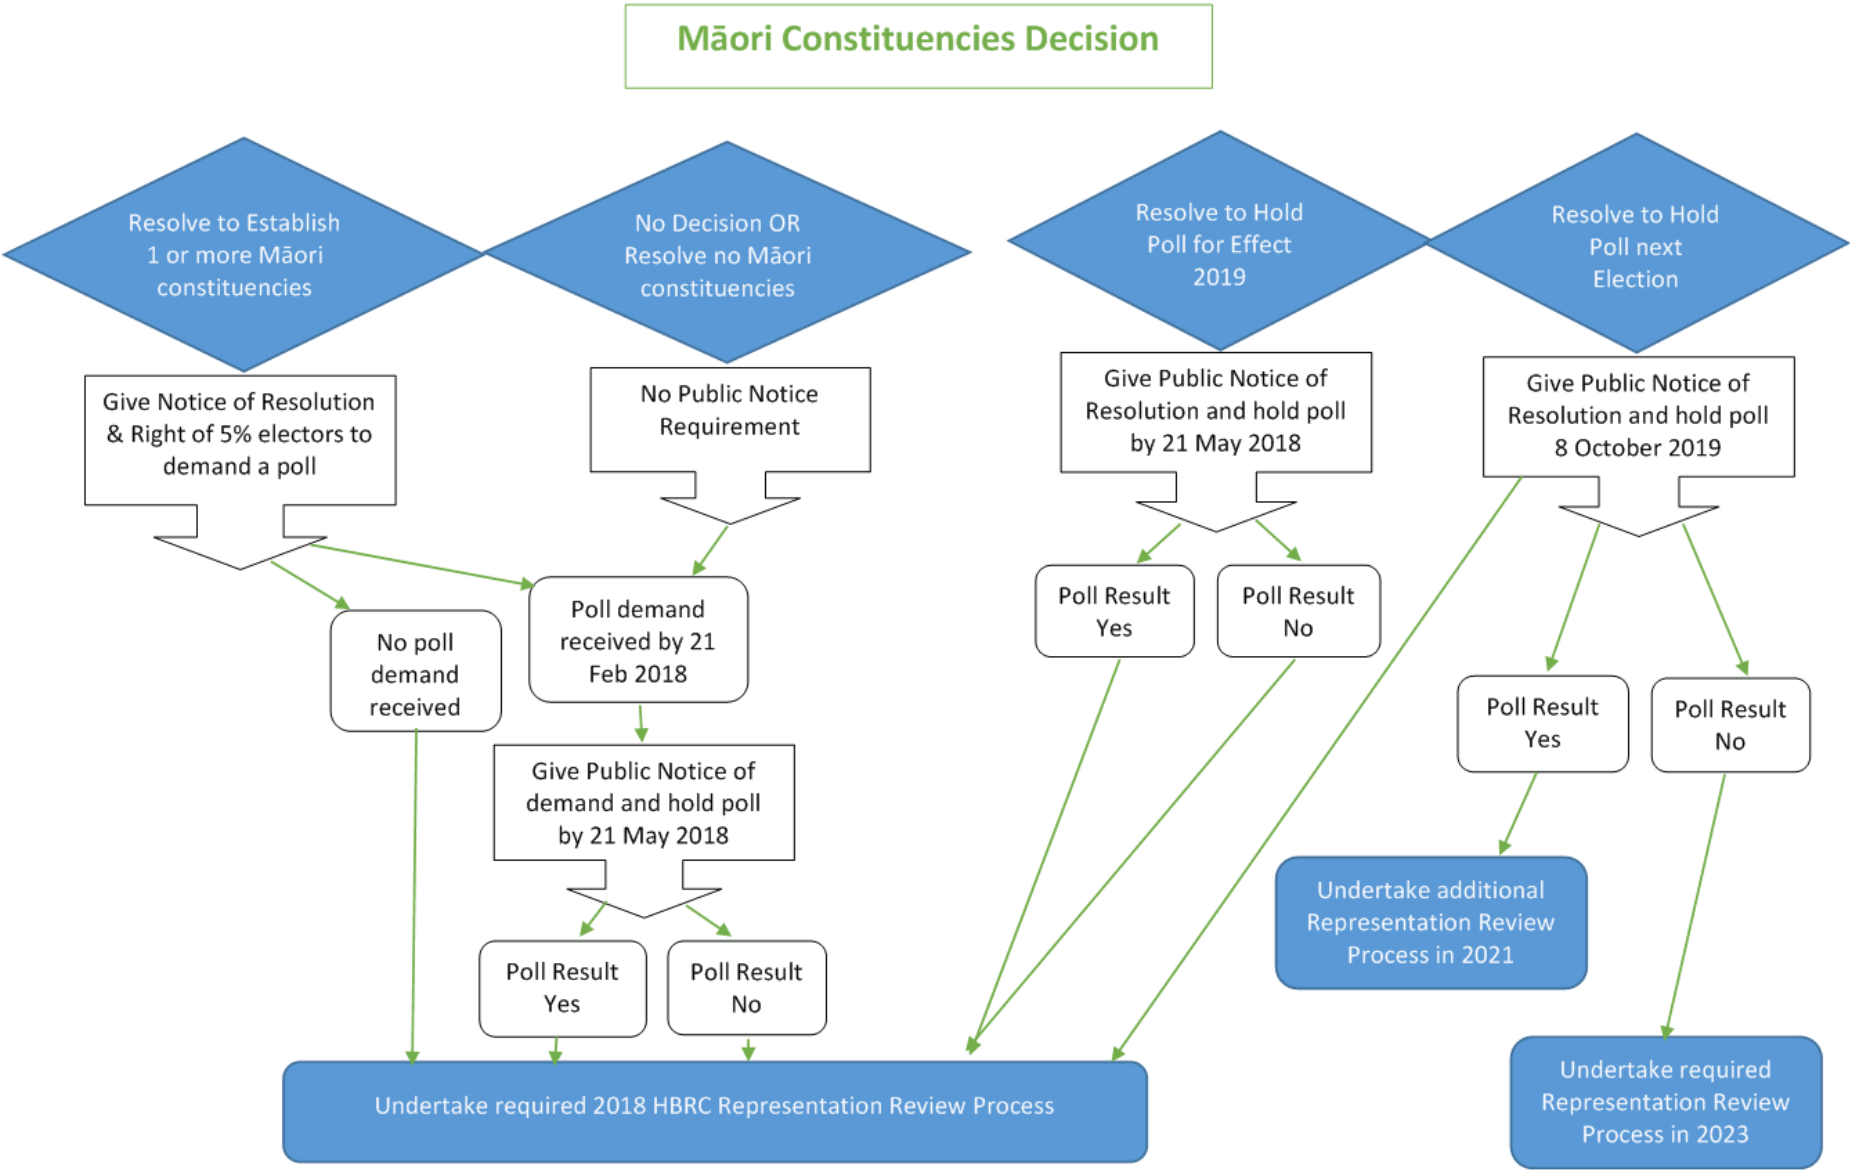 Māori Constituencies Decision
Resolve to Establish
1 or more Māori
constituencies
No Decision OR
Resolve no Māori
constituencies
Resolve to Hold
Poll for Effect
2019
Resolve to Hold
Poll next
Election
Give Notice of Resolution
& Right of 5% electors to
demand a poll
No Public Notice
Requirement
Give Public Notice of
Resolution and hold poll
by 21 May 2018
Give Public Notice of
Resolution and hold poll
8 October 2019
No poll
demand
received
Poll demand
received by 21
Feb 2018
Poll Result
Yes
Poll Result
No
Poll Result
Yes
Poll Result
No
Give Public Notice of
demand and hold poll
by 21 May 2018
Poll Result
Yes
Poll Result
No
Undertake additional
Representation Review
Process in 2021
Undertake required 2018 HBRC Representation Review Process
Undertake required
Representation Review
Process in 2023